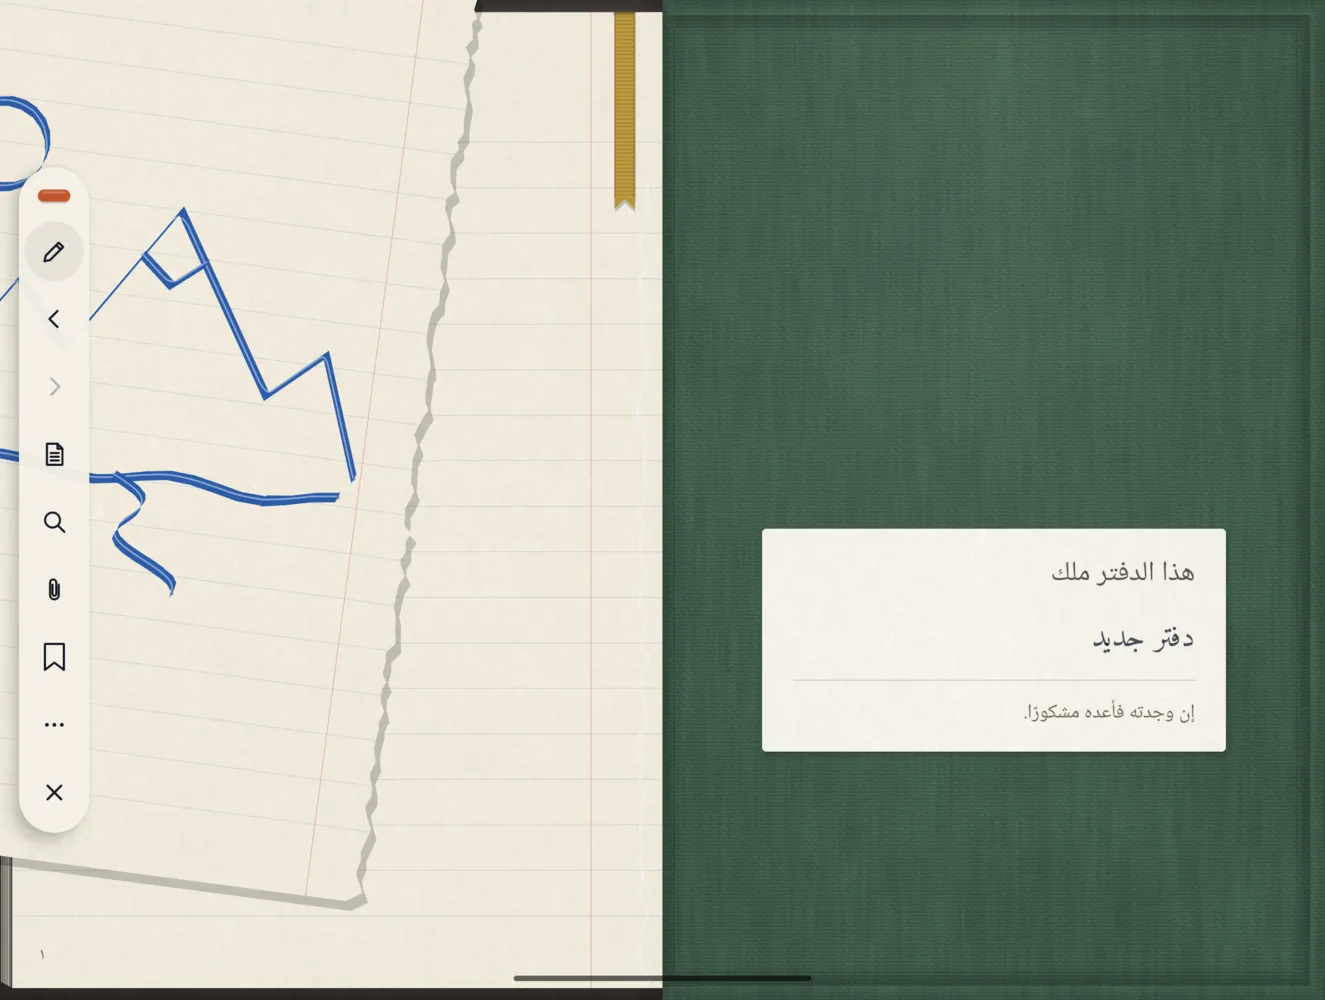 هذا الدفتر ملك
دفتر جديد
إن وجدته فأعده مشكورًا.
١